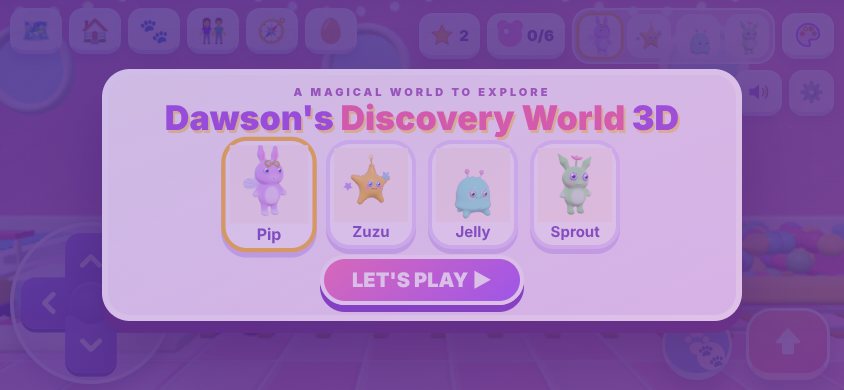 2
0/6
A MAGICAL WORLD TO EXPLORE
Dawson's Discovery World 3D
Pip
Zuzu
Jelly
Sprout
LET'S PLAY ▶